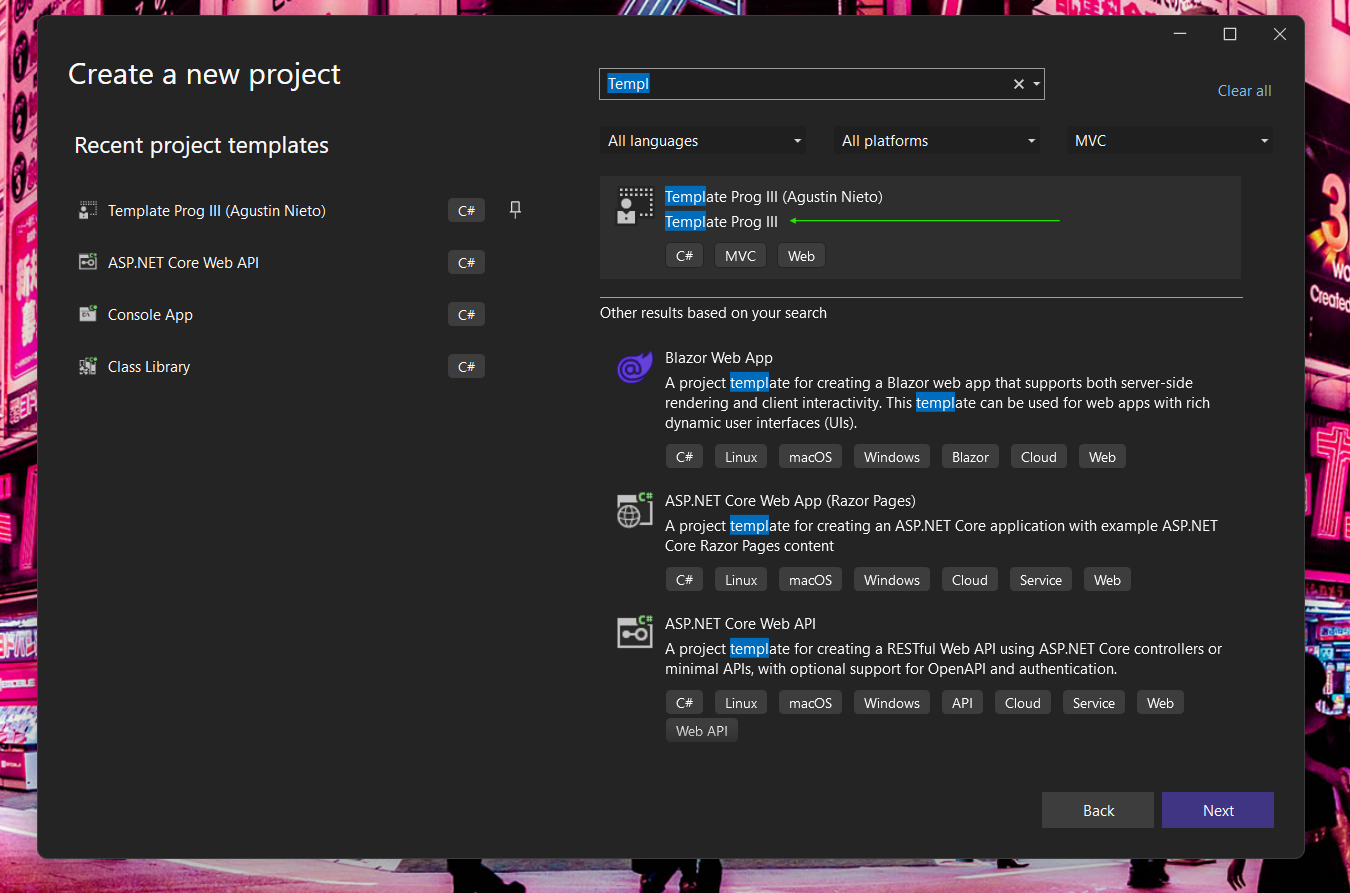 Create a new project
Templ
Clear all
Recent project templates
All languages
All platforms
MVC
Template Prog III (Agustin Nieto)
C#
ASP.NET Core Web API
C#
Console App
C#
Class Library
C#
Template Prog III (Agustin Nieto)
Template Prog III
C# MVC Web
Other results based on your search
Blazor Web App
A project template for creating a Blazor web app that supports both server-side
rendering and client interactivity. This template can be used for web apps with rich
dynamic user interfaces (UIs).
C# Linux macOS Windows Blazor Cloud Web
ASP.NET Core Web App (Razor Pages)
A project template for creating an ASP.NET Core application with example ASP.NET
Core Razor Pages content
C# Linux macOS Windows Cloud Service Web
ASP.NET Core Web API
A project template for creating a RESTful Web API using ASP.NET Core controllers or
minimal APIs, with optional support for OpenAPI and authentication.
C# Linux macOS Windows API Cloud Service Web
Web API
Back
Next